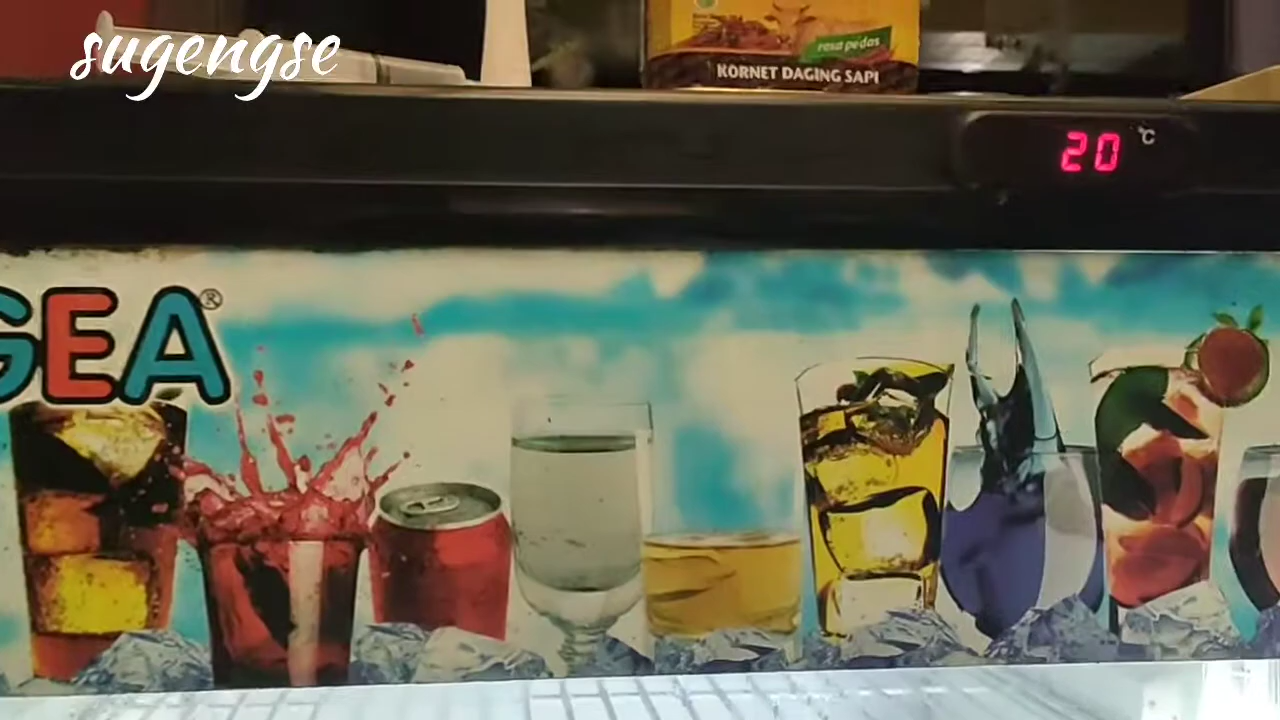 sugengse
rasa pedas
KORNET DAGING SAPI
20 °C
GEA®